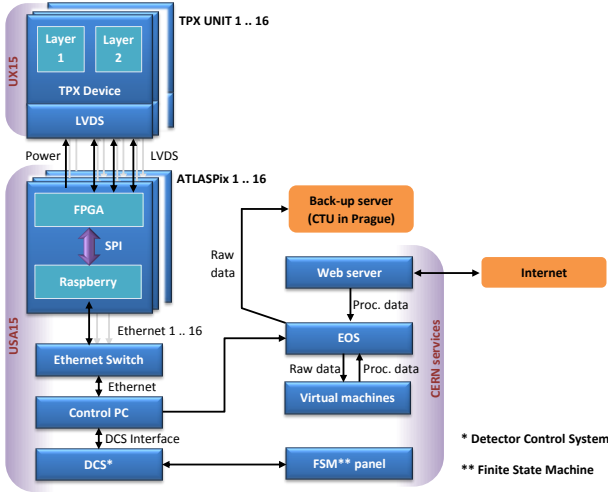 TPX UNIT 1 .. 16
UX15
Layer
1
Layer
2
TPX Device
LVDS
Power
LVDS
ATLASPix 1 .. 16
USA15
FPGA
SPI
Raspberry
Ethernet 1 .. 16
Ethernet Switch
Ethernet
Control PC
DCS Interface
DCS*
Back-up server
(CTU in Prague)
Raw
data
Web server
Internet
Proc. data
EOS
Raw data
Proc. data
Virtual machines
CERN services
FSM** panel
* Detector Control System
** Finite State Machine